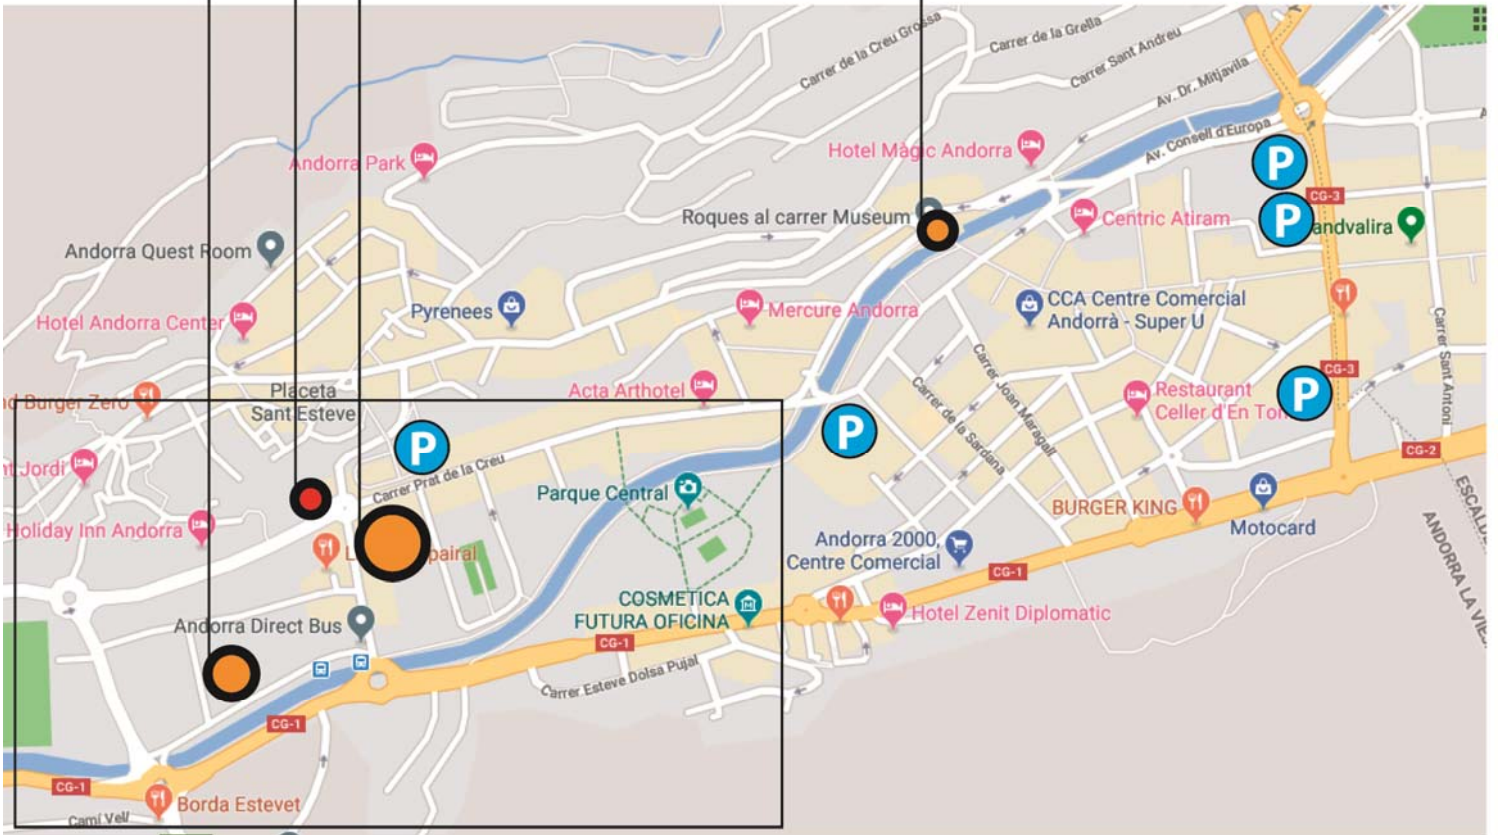 Carrer de la Creu Grossa
Carrer de la Grella
Carrer Sant Andreu
Av. Dr. Mitjavila
Av. Consell d'Europa
Andorra Park
Hotel Màgic Andorra
P
CG-3
Roques al carrer Museum
Centric Atiram
P
andvalira
Andorra Quest Room
Pyrenees
Mercure Andorra
CCA Centre Comercial
Andorrà - Super U
Hotel Andorra Center
Carrer Sant Antoni
Carrer Joan Maragall
CG-3
Placeta
Sant Esteve
Acta Arthotel
Carrer de la Sardana
Restaurant
Celler d'En Ton
P
Burger Zero
P
P
CG-2
Jordi
Carrer Prat de la Creu
Parque Central
BURGER KING
Motocard
ESCALDE
ANDORRA LA VIE
Holiday Inn Andorra
L
pairal
Andorra 2000,
Centre Comercial
CG-1
COSMETICA
FUTURA OFICINA
Hotel Zenit Diplomatic
Andorra Direct Bus
CG-1
Carrer Esteve Dolsa Pujal
CG-1
CG-1
Borda Estevet
Camí Vell